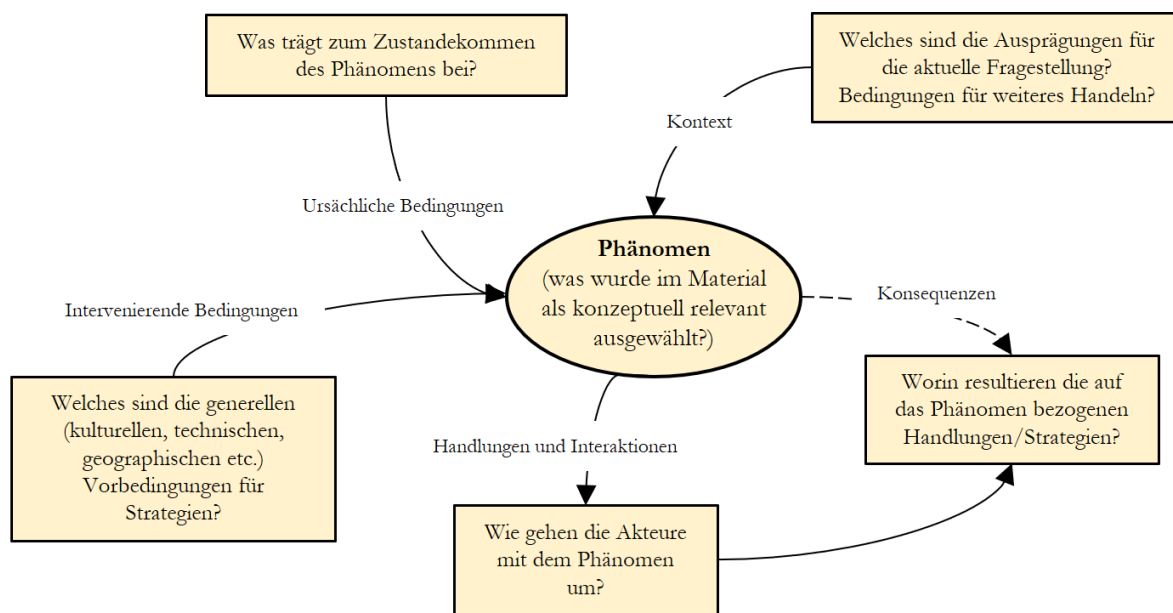 Was trägt zum Zustandekommen
des Phänomens bei?
Welches sind die Ausprägungen für
die aktuelle Fragestellung?
Bedingungen für weiteres Handeln?
Kontext
Ursächliche Bedingungen
Phänomen
(was wurde im Material
als konzeptuell relevant
ausgewählt?)
Intervenierende Bedingungen
Konsequenzen
Welches sind die generellen
(kulturellen, technischen,
geographischen etc.)
Vorbedingungen für
Strategien?
Worin resultieren die auf
das Phänomen bezogenen
Handlungen/Strategien?
Handlungen und Interaktionen
Wie gehen die Akteure
mit dem Phänomen
um?